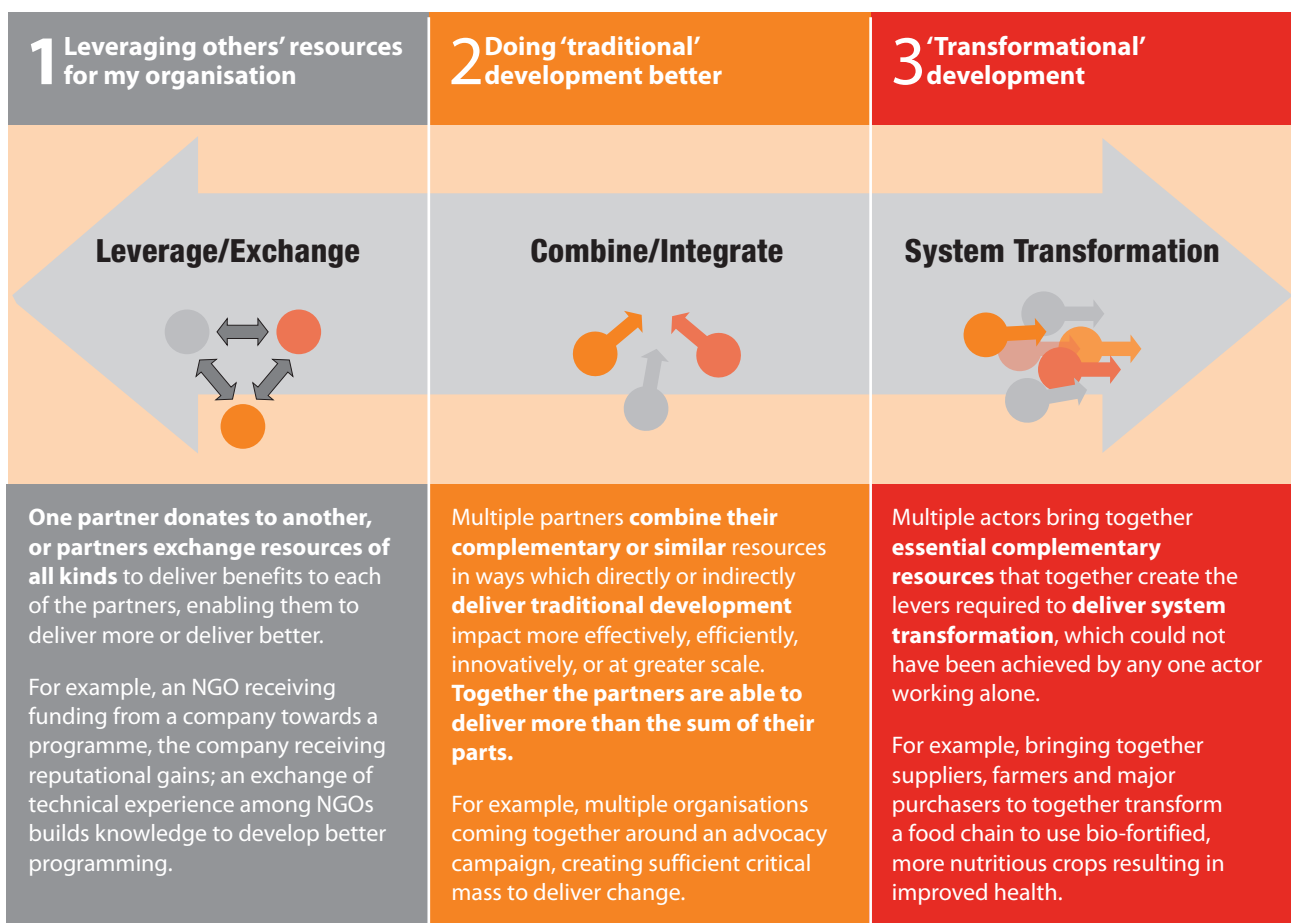 1 Leveraging others' resources
for my organisation
2 Doing 'traditional'
development better
3 'Transformational'
development
Leverage/Exchange
Combine/Integrate
System Transformation
One partner donates to another,
or partners exchange resources of
all kinds to deliver benefits to each
of the partners, enabling them to
deliver more or deliver better.
For example, an NGO receiving
funding from a company towards a
programme, the company receiving
reputational gains; an exchange of
technical experience among NGOs
builds knowledge to develop better
programming.
Multiple partners combine their
complementary or similar resources
in ways which directly or indirectly
deliver traditional development
impact more effectively, efficiently,
innovatively, or at greater scale.
Together the partners are able to
deliver more than the sum of their
parts.
For example, multiple organisations
coming together around an advocacy
campaign, creating sufficient critical
mass to deliver change.
Multiple actors bring together
essential complementary
resources that together create the
levers required to deliver system
transformation, which could not
have been achieved by any one actor
working alone.
For example, bringing together
suppliers, farmers and major
purchasers to together transform
a food chain to use bio-fortified,
more nutritious crops resulting in
improved health.